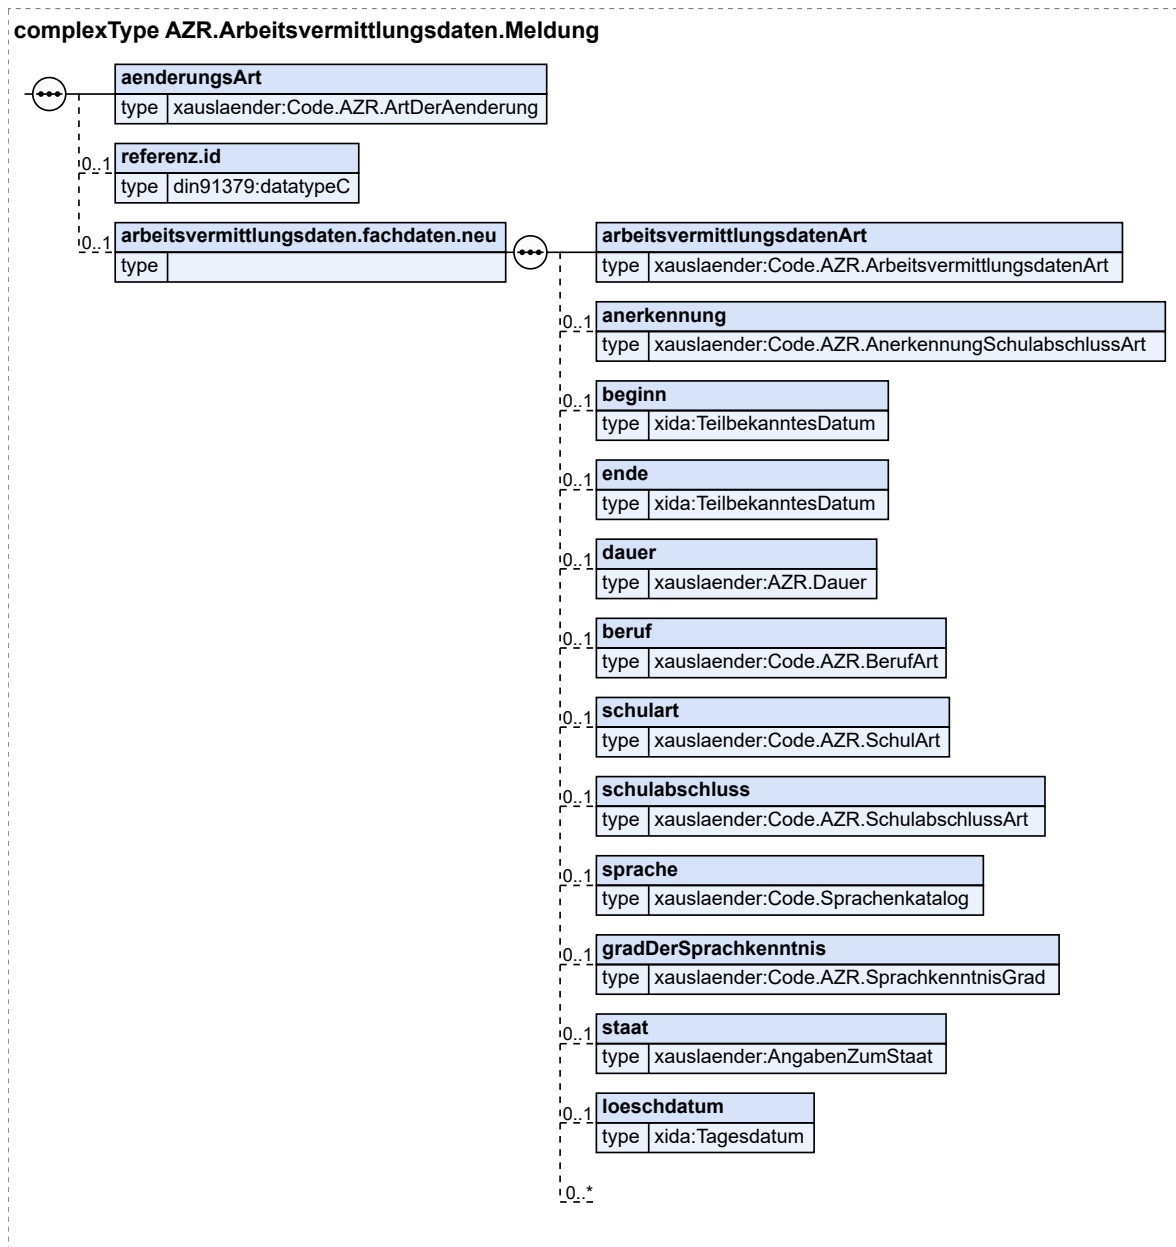 complexType AZR.Arbeitsvermittlungsdaten.Meldung
aenderungsArt
type xauslaender:Code.AZR.ArtDerAenderung
0..1 referenz.id
type din91379:datatypeC
0..1 arbeitsvermittlungsdaten.fachdaten.neu
type
arbeitsvermittlungsdatenArt
type xauslaender:Code.AZR.ArbeitsvermittlungsdatenArt
0..1 anerkennung
type xauslaender:Code.AZR.AnerkennungSchulabschlussArt
0..1 beginn
type xida:TeilbekanntesDatum
0..1 ende
type xida:TeilbekanntesDatum
0..1 dauer
type xauslaender:AZR.Dauer
0..1 beruf
type xauslaender:Code.AZR.BerufArt
0..1 schulart
type xauslaender:Code.AZR.SchulArt
0..1 schulabschluss
type xauslaender:Code.AZR.SchulabschlussArt
0..1 sprache
type xauslaender:Code.Sprachenkatalog
0..1 gradDerSprachkenntnis
type xauslaender:Code.AZR.SprachkenntnisGrad
0..1 staat
type xauslaender:AngabenZumStaat
0..1 loeschdatum
type xida:Tagesdatum
0..*